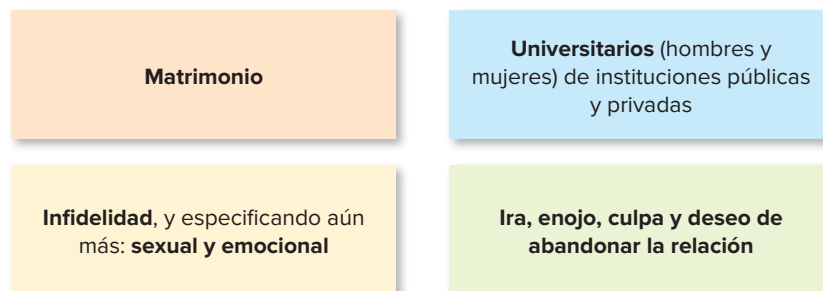 Matrimonio
Universitarios (hombres y
mujeres) de instituciones públicas
y privadas
Infidelidad, y especificando aún
más: sexual y emocional
Ira, enojo, culpa y deseo de
abandonar la relación